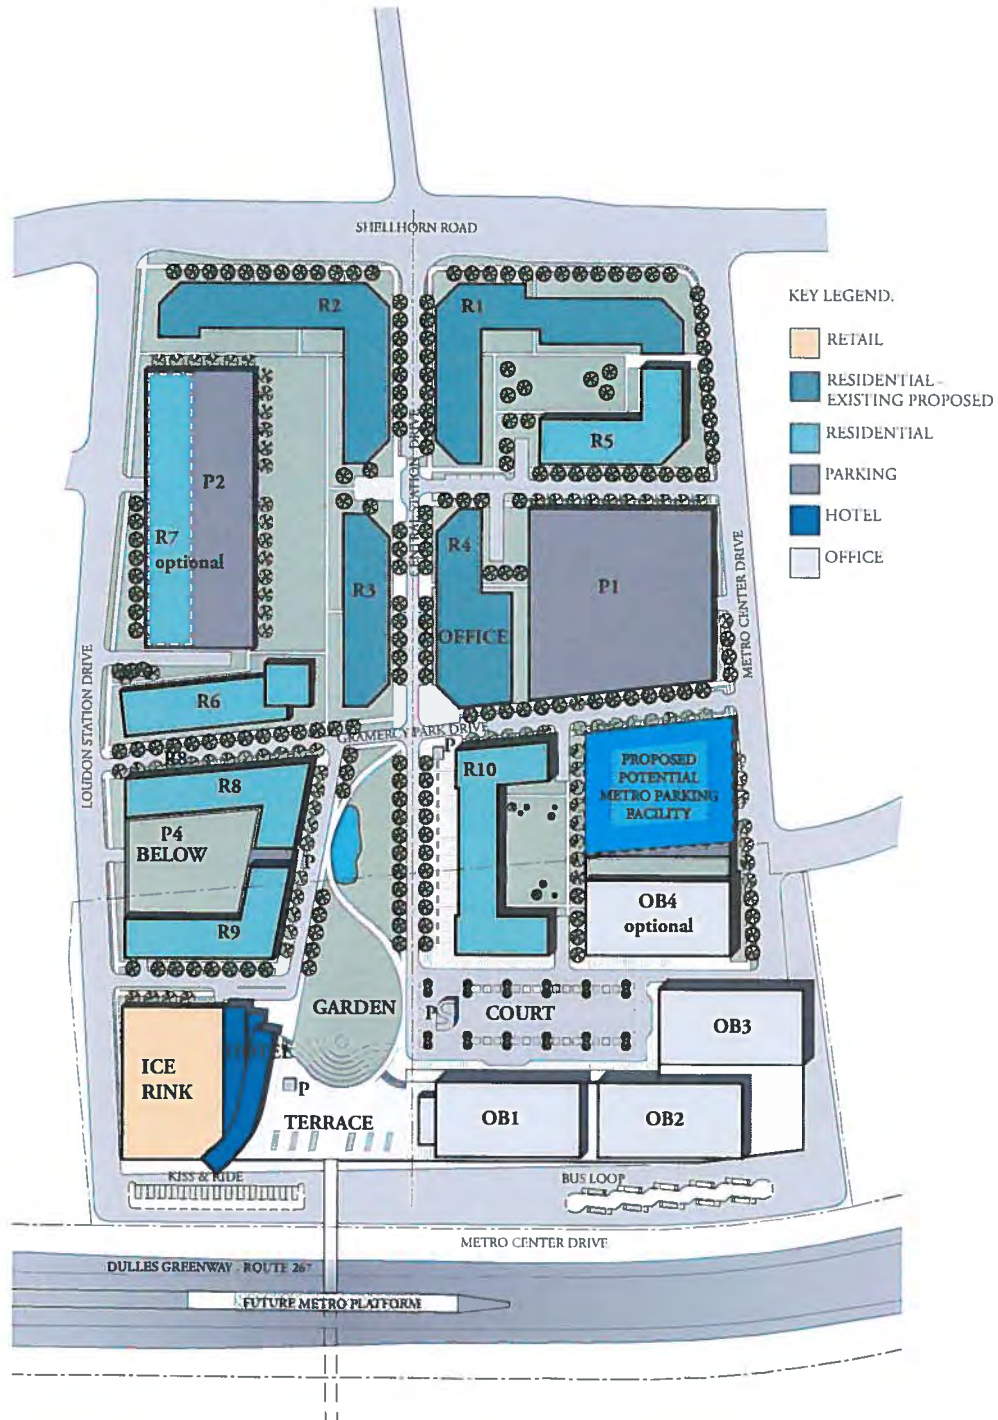 SHELLHORN ROAD
R2
R1
KEY LEGEND.
RETAIL
RESIDENTIAL -
EXISTING PROPOSED
RESIDENTIAL
PARKING
HOTEL
OFFICE
R5
CENTRAL STATION DRIVE
P2
R7
optional
R3
R4
OFFICE
P1
METRO CENTER DRIVE
LOUDON STATION DRIVE
R6
GRAMERCY PARK DRIVE
P
R8
R8
R10
PROPOSED
POTENTIAL
METRO PARKING
FACILITY
P4
BELOW
P
R9
OB4
optional
GARDEN
P
COURT
OB3
HOTEL
ICE
RINK
P
TERRACE
OB1
OB2
KISS & RIDE
BUS LOOP
METRO CENTER DRIVE
DULLES GREENWAY - ROUTE 267
FUTURE METRO PLATFORM